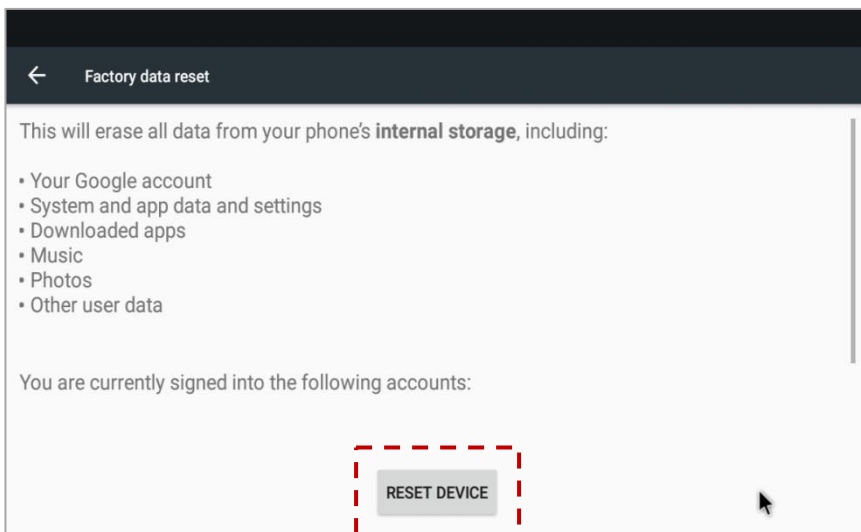 Factory data reset
This will erase all data from your phone's internal storage, including:
• Your Google account
• System and app data and settings
• Downloaded apps
• Music
• Photos
• Other user data
You are currently signed into the following accounts:
RESET DEVICE